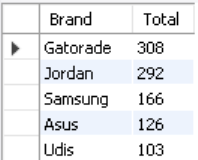 Brand Total
Gatorade 308
Jordan 292
Samsung 166
Asus 126
Udis 103